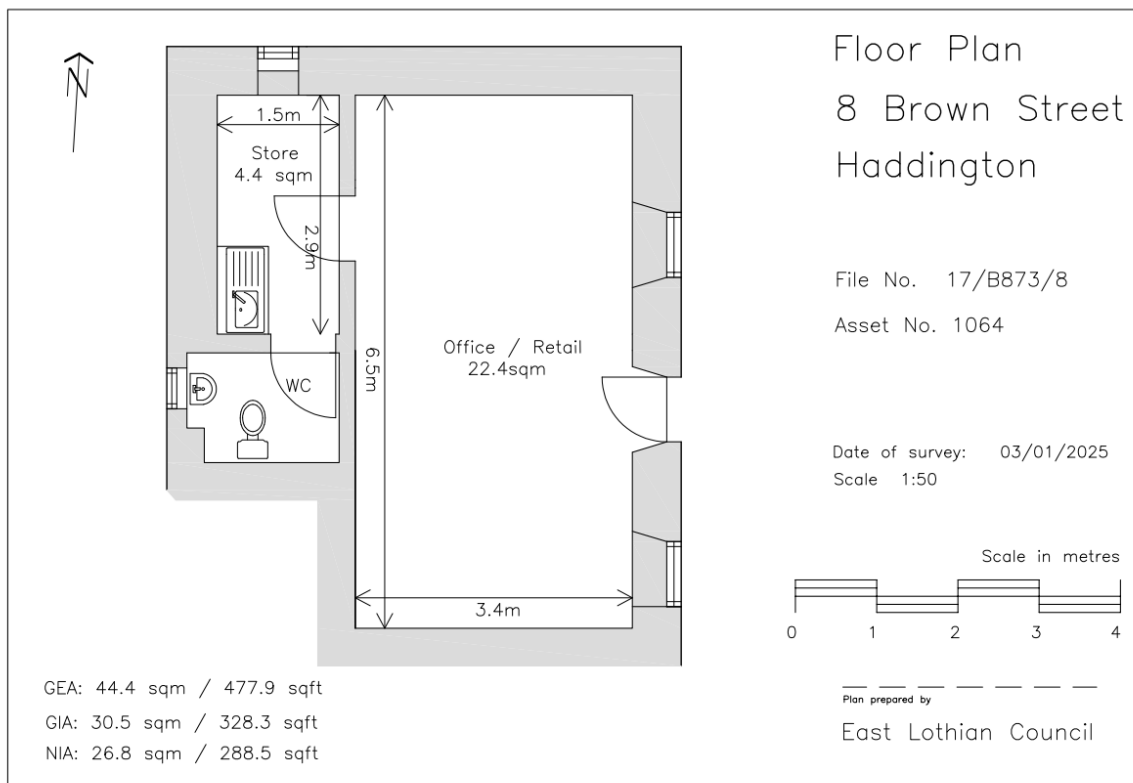 N
Floor Plan
8 Brown Street
Haddington
File No. 17/B873/8
Asset No. 1064
Date of survey: 03/01/2025
Scale 1:50
Scale in metres
0 1 2 3 4
Plan prepared by
East Lothian Council
1.5m
Store
4.4 sqm
2.9m
WC
6.5m
Office / Retail
22.4sqm
3.4m
GEA: 44.4 sqm / 477.9 sqft
GIA: 30.5 sqm / 328.3 sqft
NIA: 26.8 sqm / 288.5 sqft